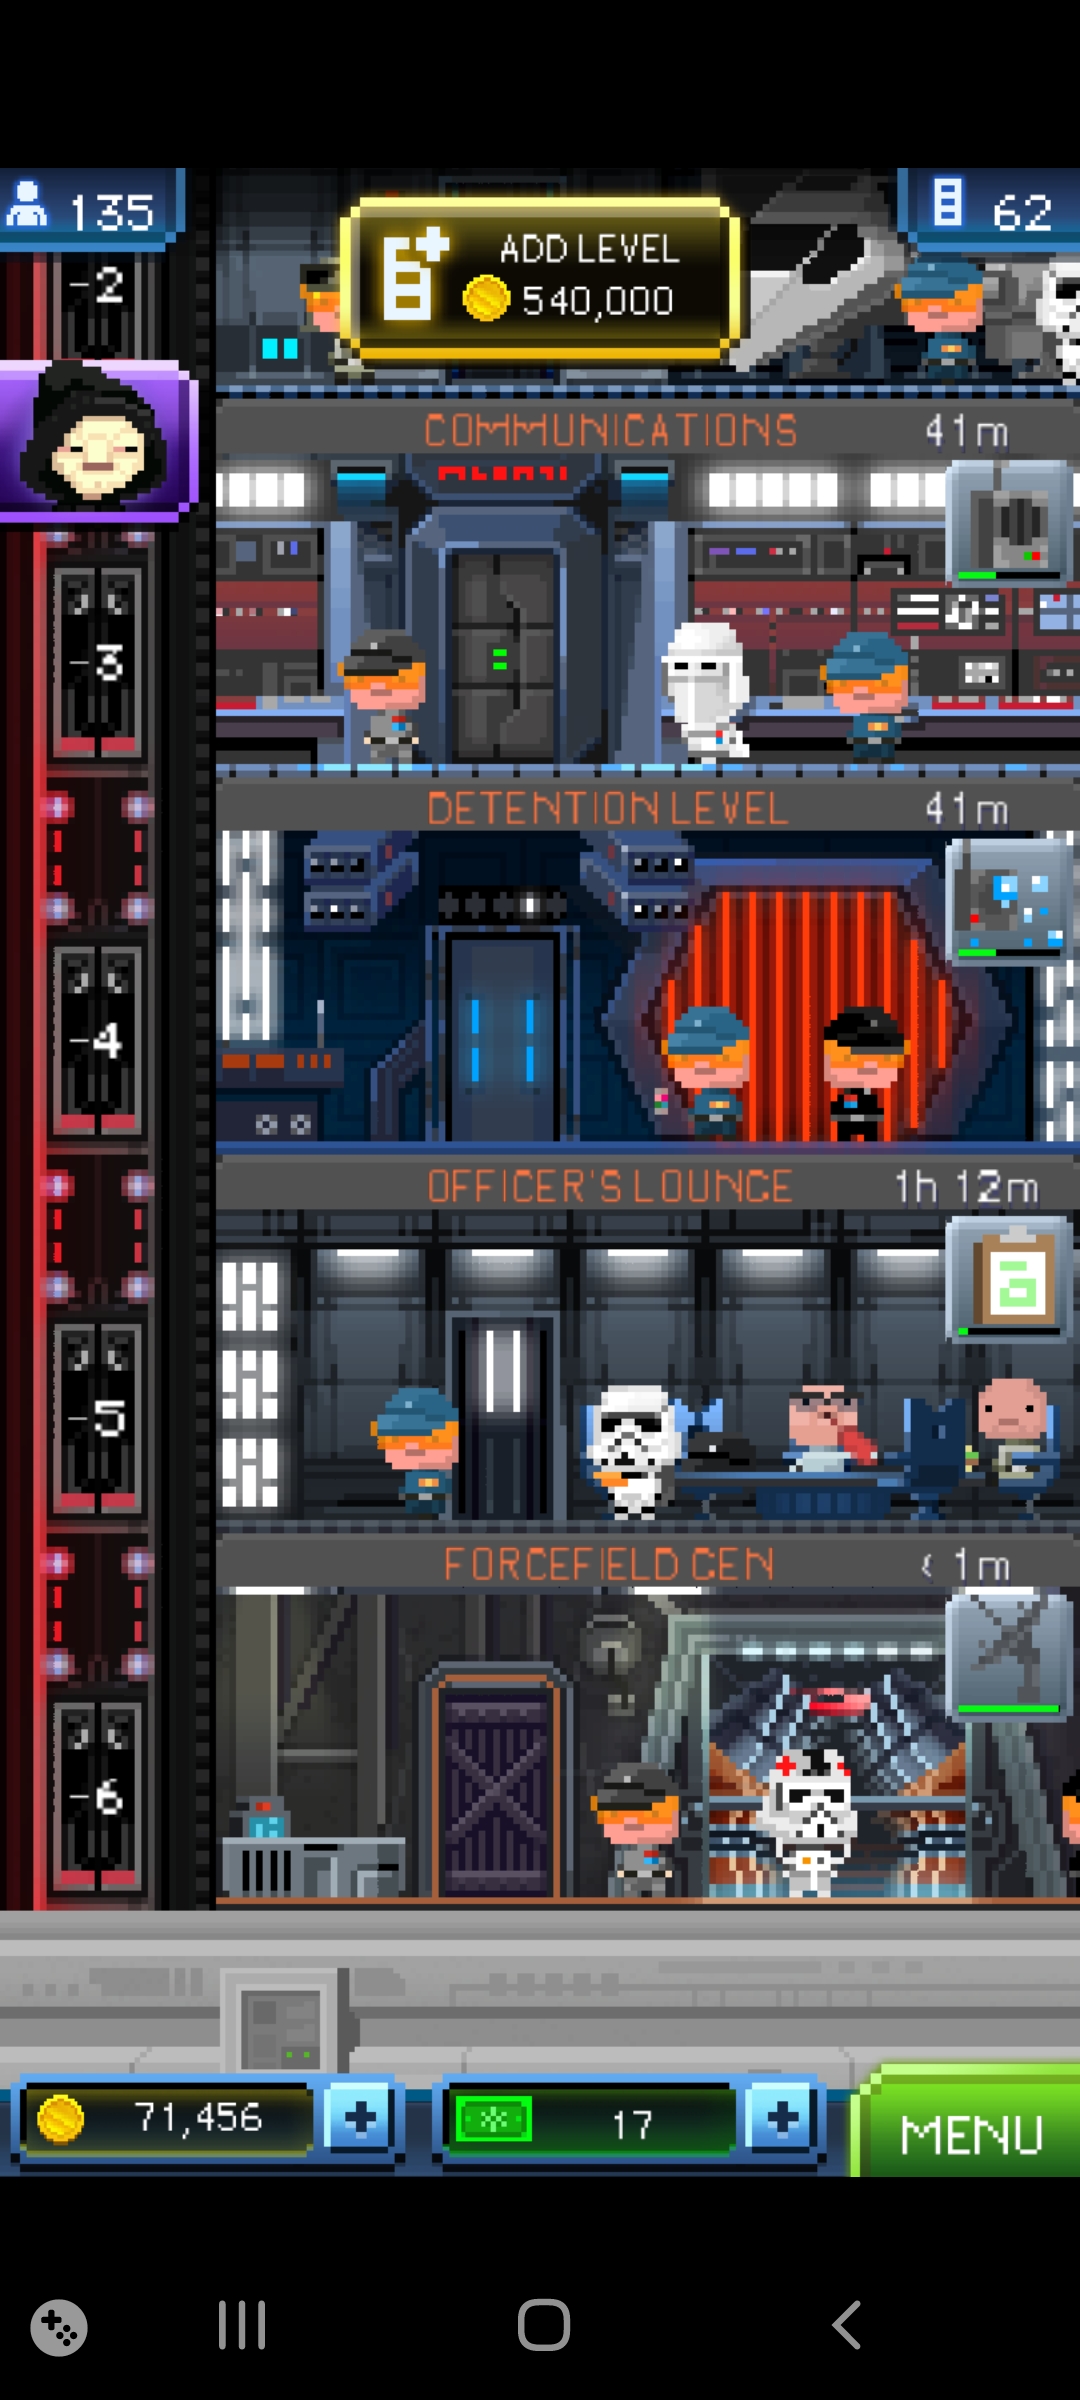 135
ADD LEVEL
540,000
62
-2
COMMUNICATIONS 41m
-3
DETENTION LEVEL 41m
-4
OFFICER'S LOUNGE 1h 12m
-5
FORCEFIELD GEN < 1m
-6
71,456
17
MENU